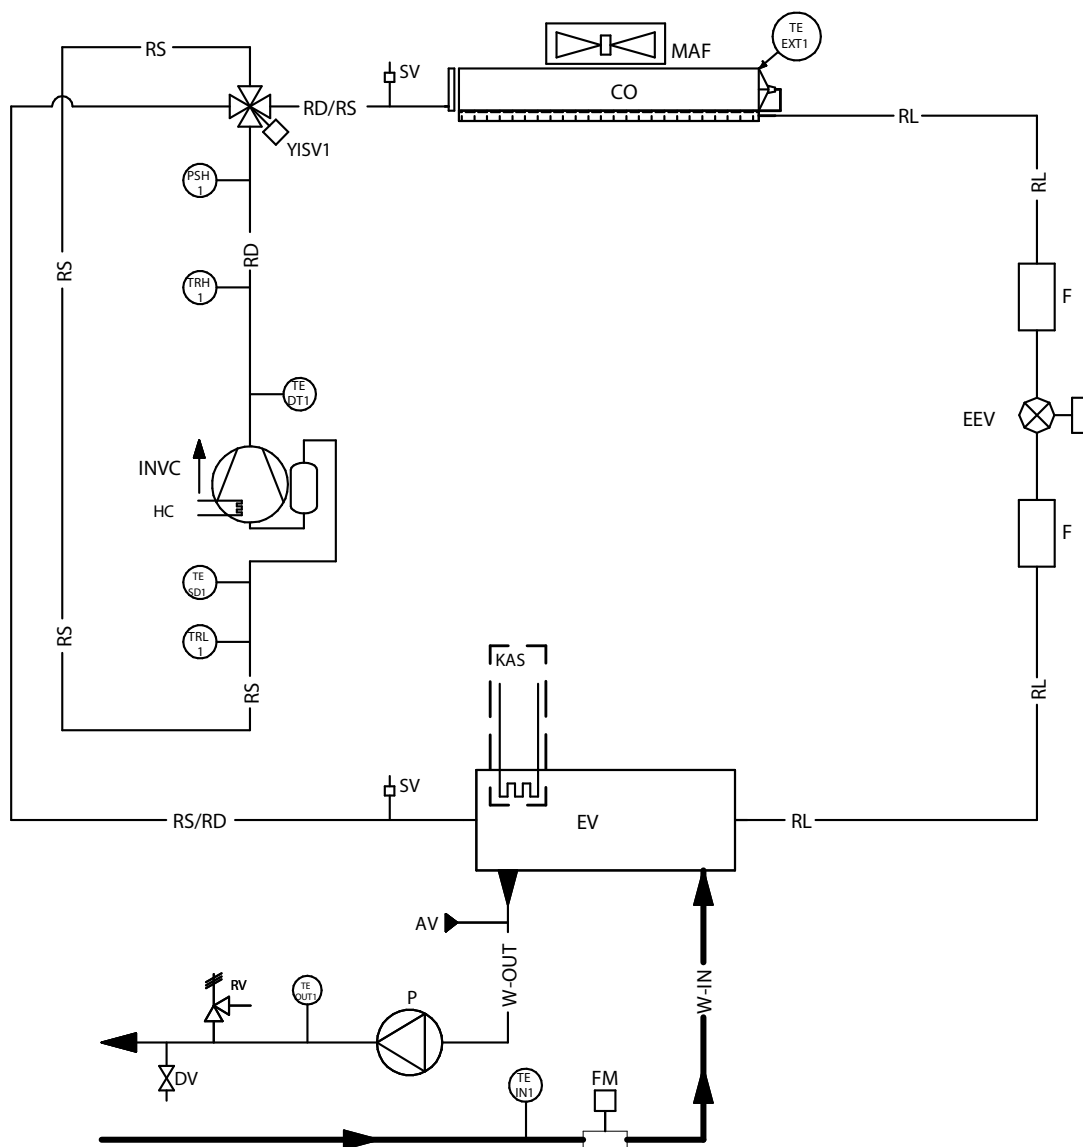 TE
EXT1
RS
MAF
SV
CO
RD/RS
RL
YISV1
PSH
1
RL
RD
RS
TRH
1
F
TE
DT1
EEV
INVC
HC
F
TE
SD1
RS
TRL
1
KAS
RS
RL
SV
RS/RD
EV
RL
AV
W-OUT
W-IN
RV
TE
OUT1
P
DV
TE
IN1
FM